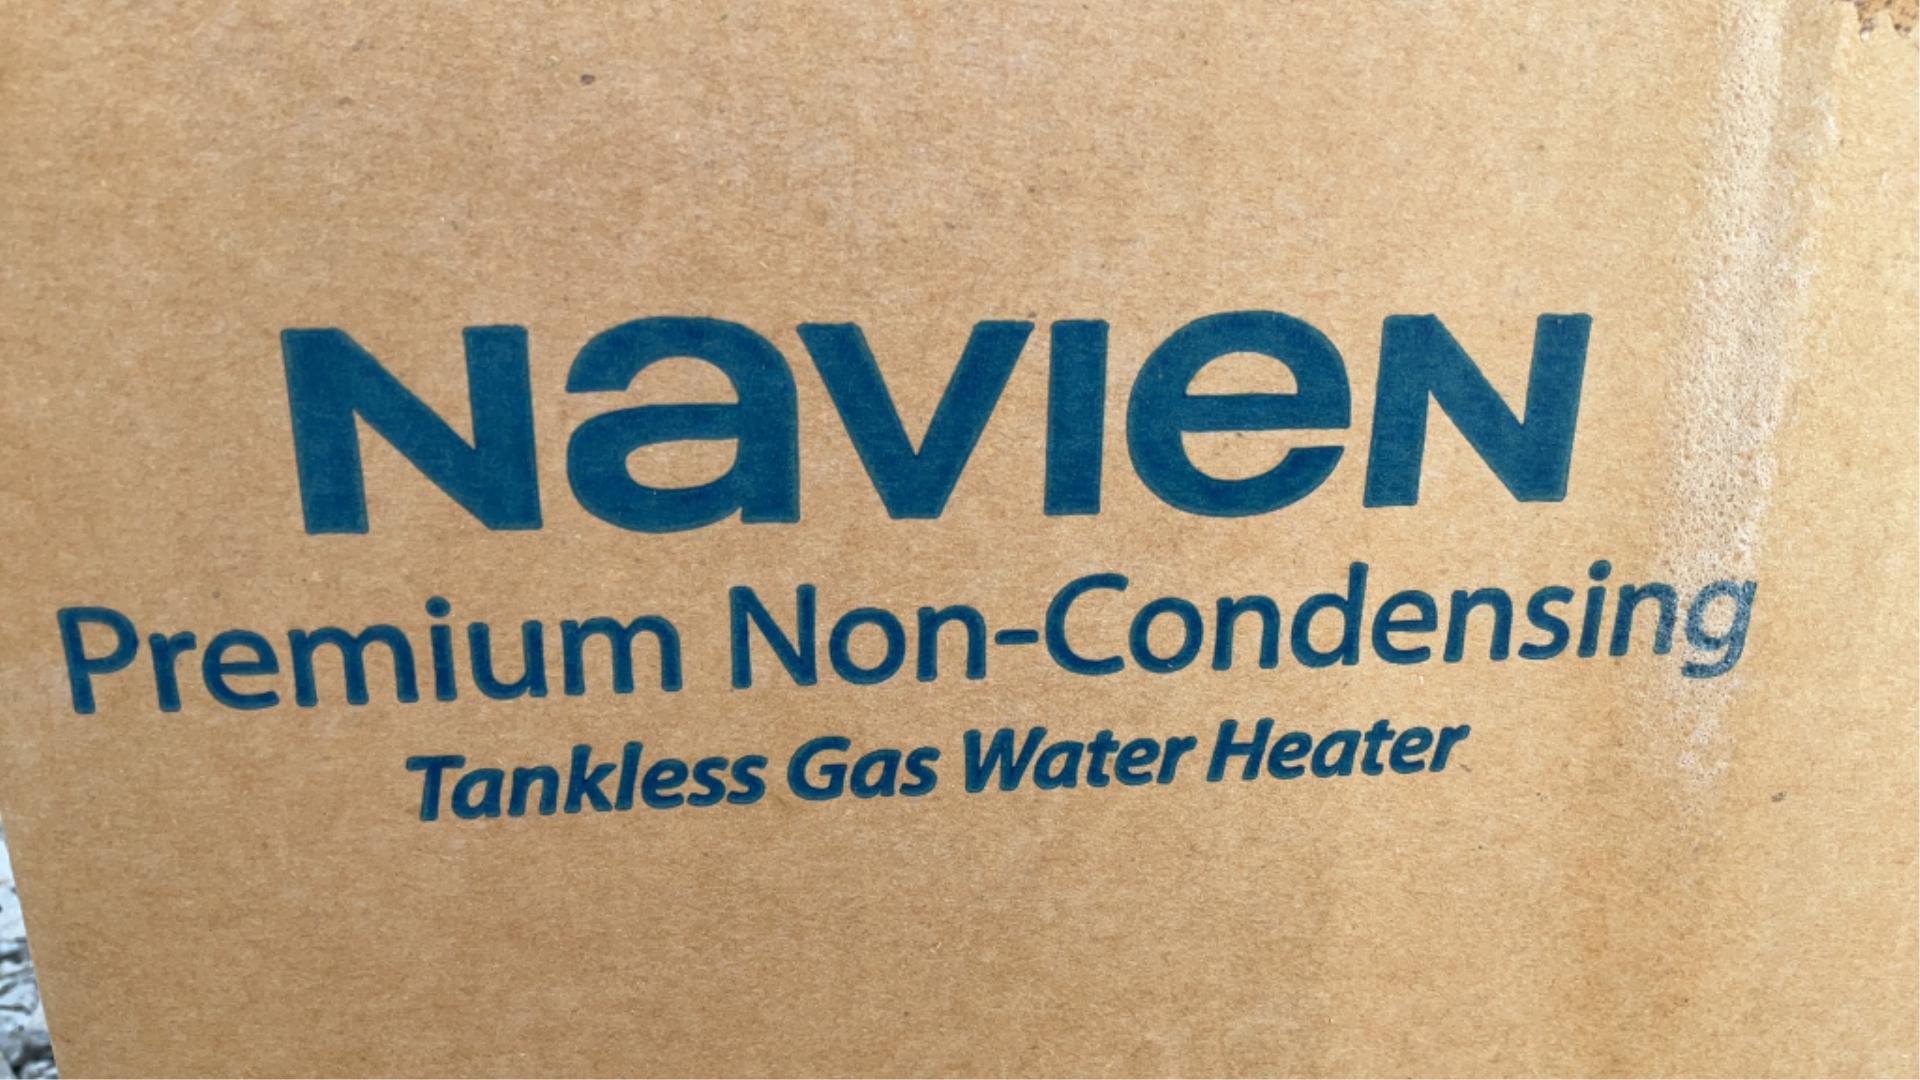 Navien
Premium Non-Condensing
Tankless Gas Water Heater